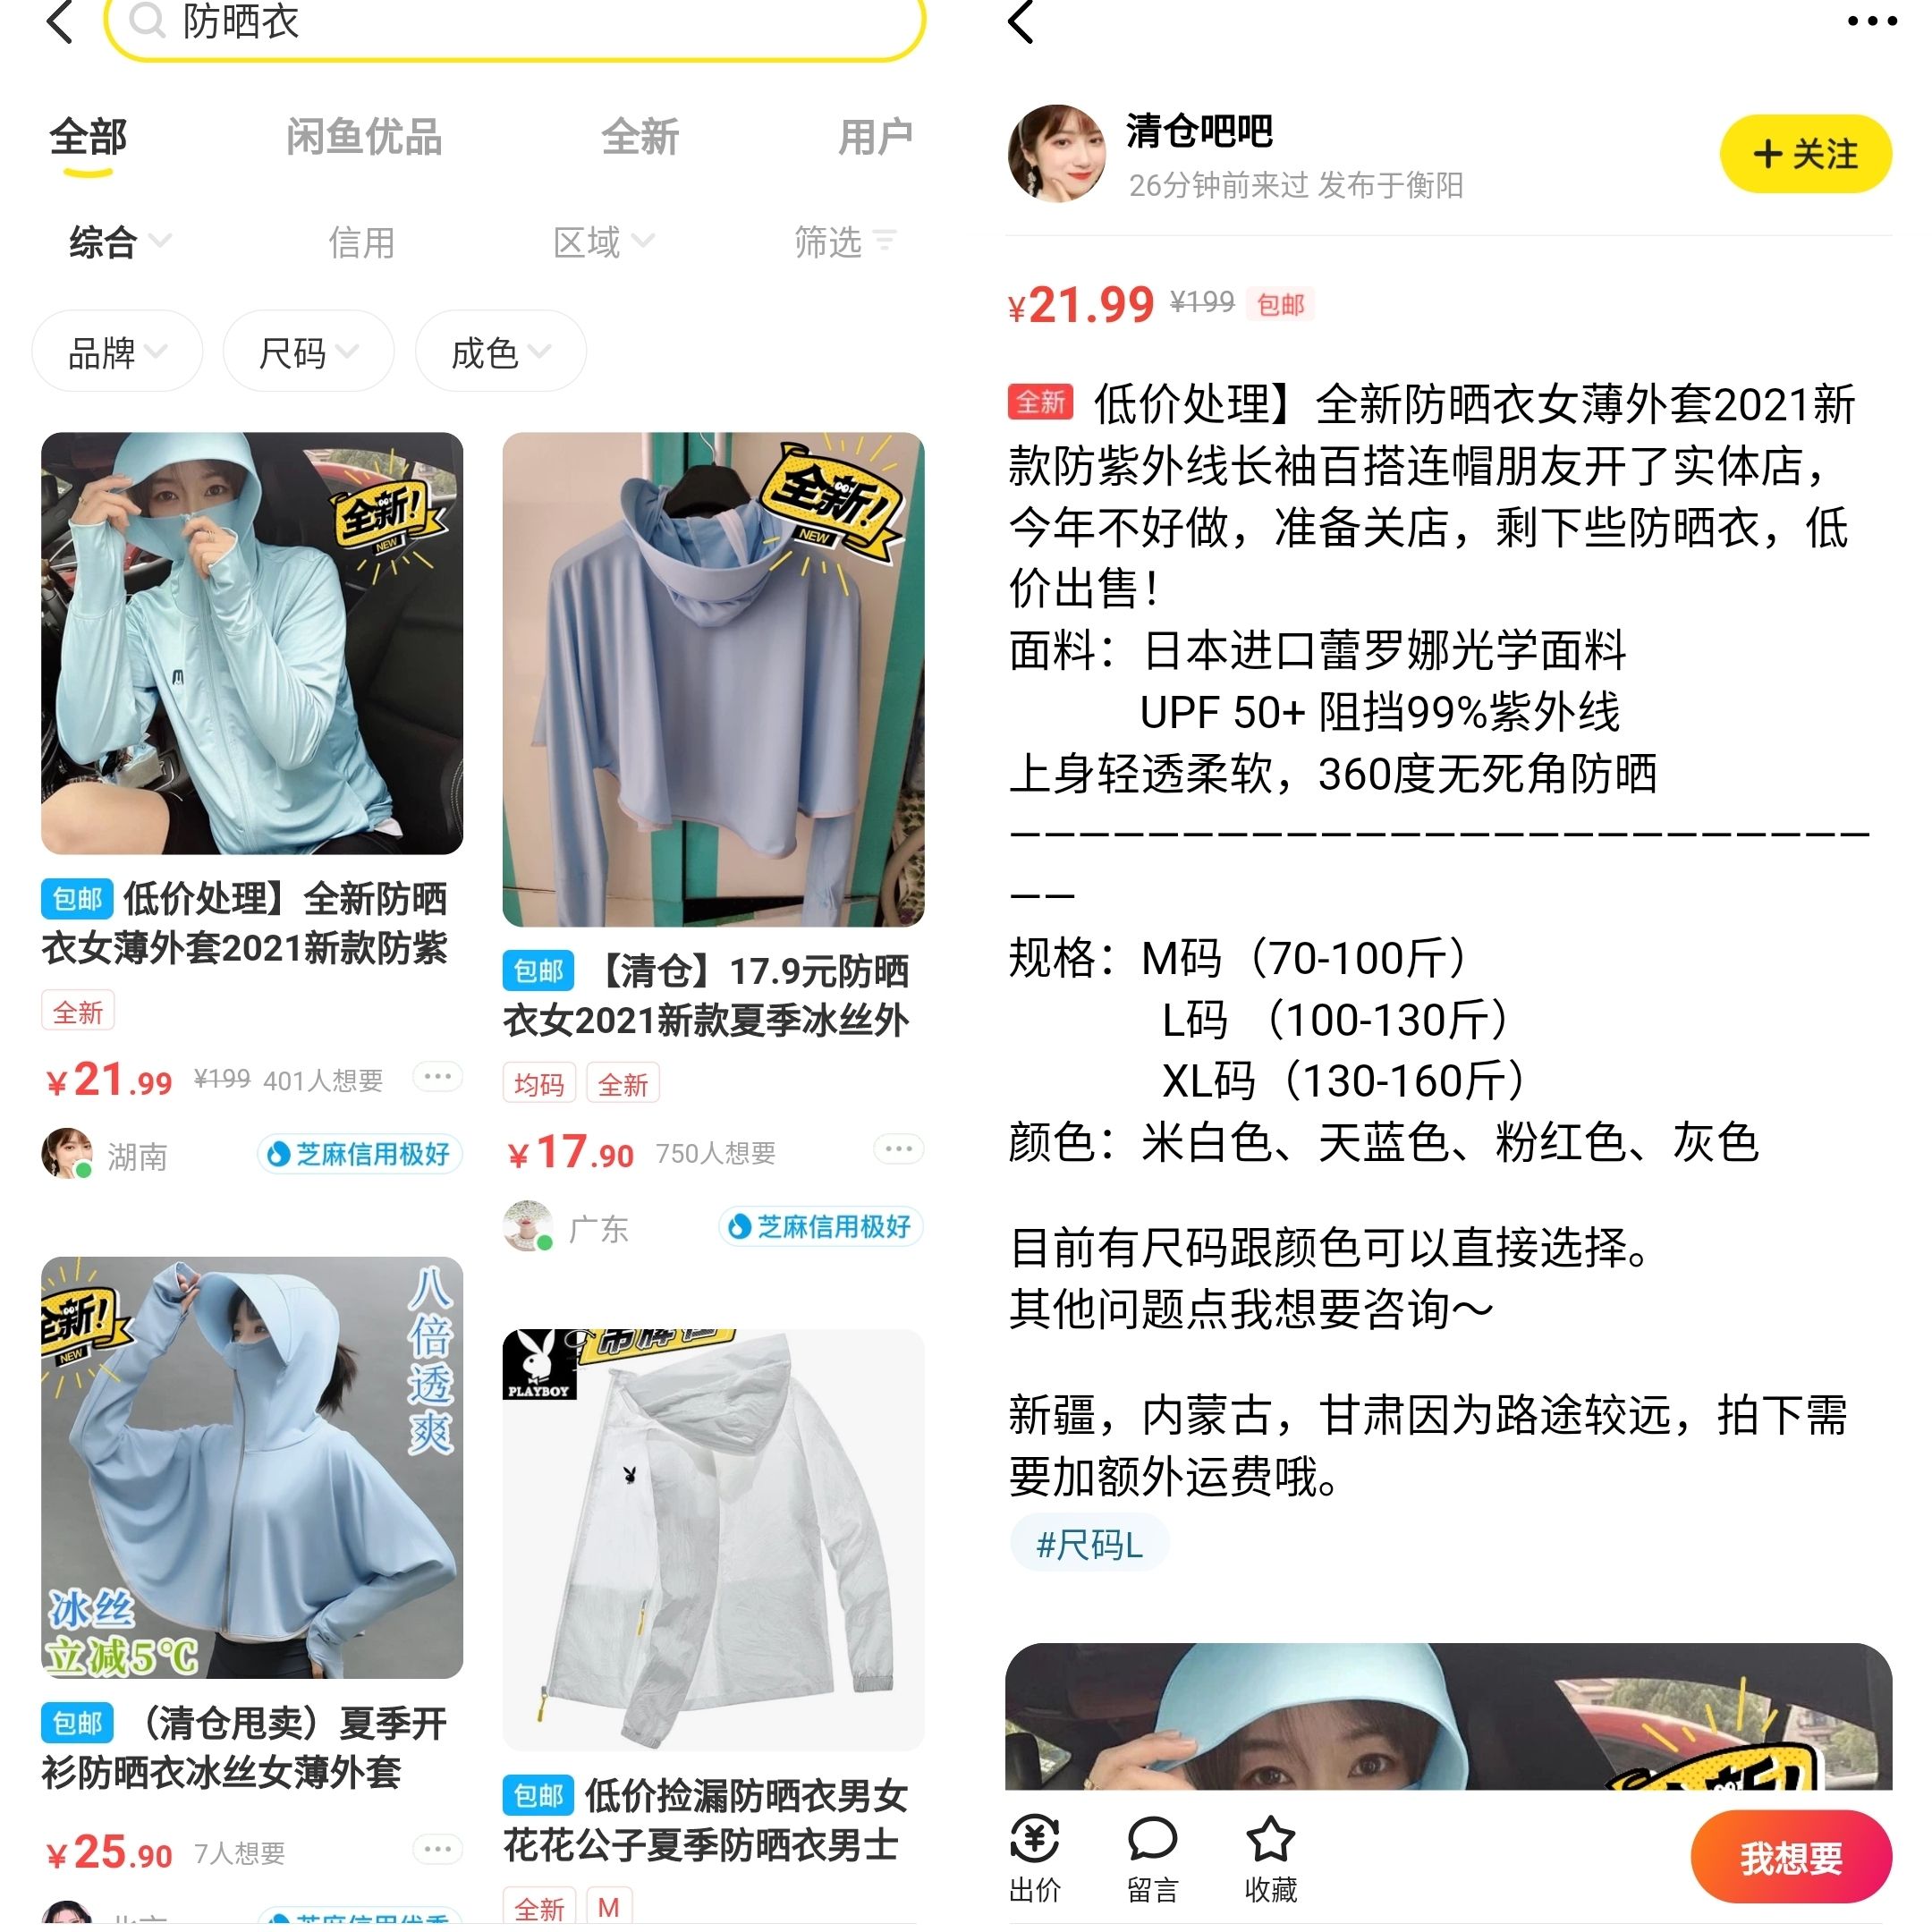 防晒衣
全部
闲鱼优品
全新
用户
综合
信用
区域
筛选
品牌
尺码
成色
全新!
NEW
包邮 低价处理】全新防晒
衣女薄外套2021新款防紫
全新
¥21.99 ¥199 401人想要
湖南
芝麻信用极好
全新!
NEW
包邮 【清仓】17.9元防晒
衣女2021新款夏季冰丝外
均码 全新
¥17.90 750人想要
广东
芝麻信用极好
全新!
NEW
八倍透爽
冰丝
立减5℃
包邮 （清仓甩卖）夏季开
衫防晒衣冰丝女薄外套
¥25.90 7人想要
PLAYBOY
包邮 低价捡漏防晒衣男女
花花公子夏季防晒衣男士
全新 M
清仓吧吧
26分钟前来过 发布于衡阳
+ 关注
¥21.99 ¥199 包邮
全新 低价处理】全新防晒衣女薄外套2021新
款防紫外线长袖百搭连帽朋友开了实体店，
今年不好做，准备关店，剩下些防晒衣，低
价出售！
面料：日本进口蕾罗娜光学面料
UPF 50+ 阻挡99%紫外线
上身轻透柔软，360度无死角防晒
—————————————————————————
——
规格：M码（70-100斤）
L码 （100-130斤）
XL码（130-160斤）
颜色：米白色、天蓝色、粉红色、灰色
目前有尺码跟颜色可以直接选择。
其他问题点我想要咨询～
新疆，内蒙古，甘肃因为路途较远，拍下需
要加额外运费哦。
#尺码L
出价
留言
收藏
我想要